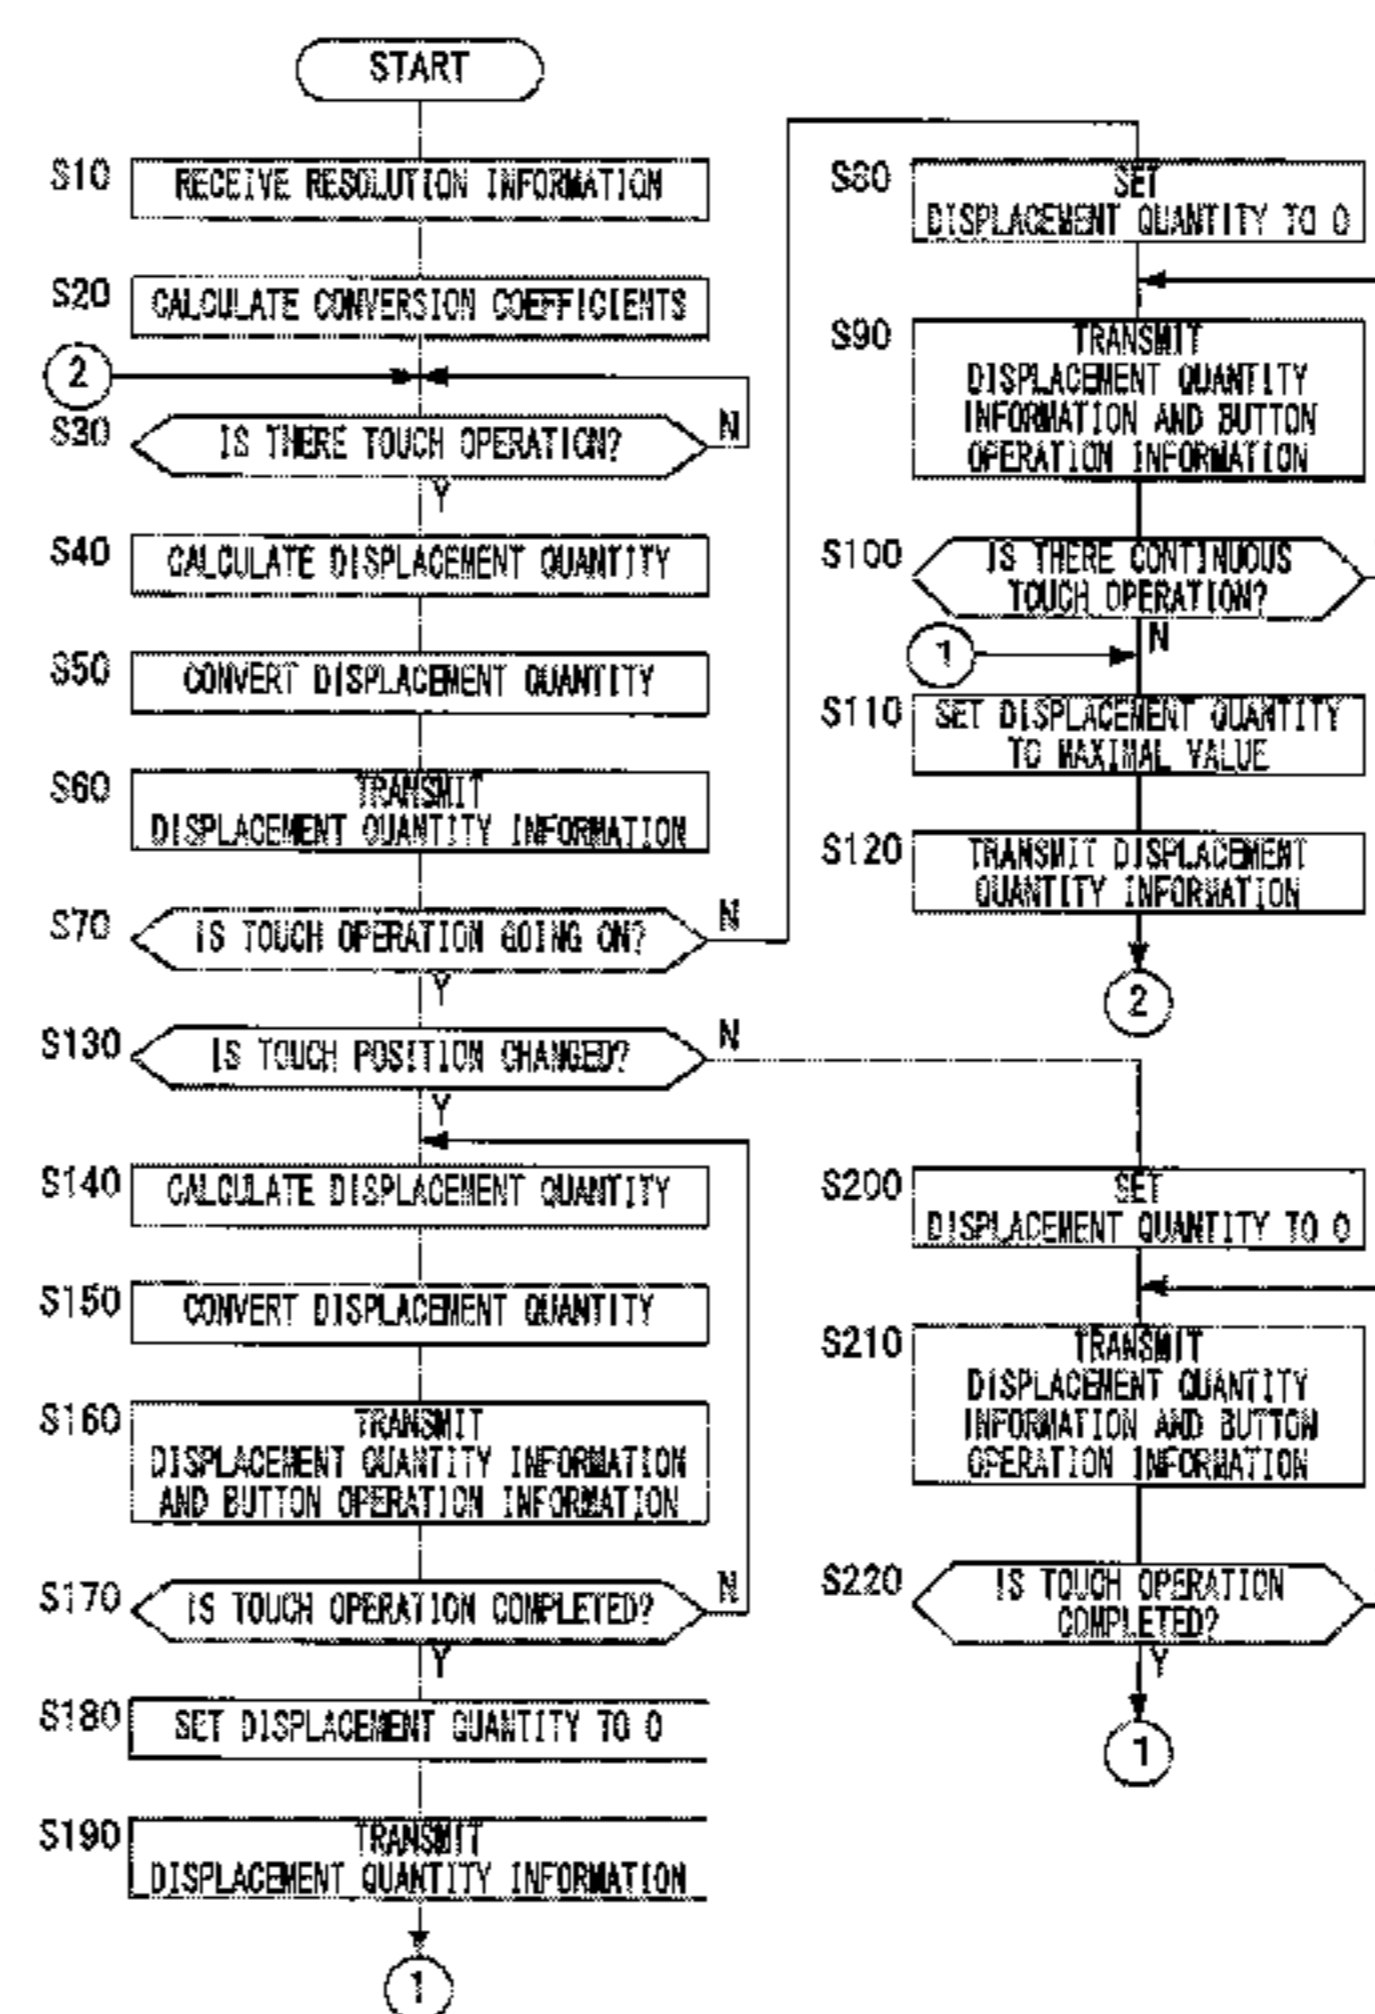 START
S10
RECEIVE RESOLUTION INFORMATION
S20
CALCULATE CONVERSION COEFFICIENTS
2
S30
IS THERE TOUCH OPERATION?
N
Y
S40
CALCULATE DISPLACEMENT QUANTITY
S50
CONVERT DISPLACEMENT QUANTITY
S60
TRANSMIT
DISPLACEMENT QUANTITY INFORMATION
S70
IS TOUCH OPERATION GOING ON?
N
Y
S130
IS TOUCH POSITION CHANGED?
N
Y
S140
CALCULATE DISPLACEMENT QUANTITY
S150
CONVERT DISPLACEMENT QUANTITY
S160
TRANSMIT
DISPLACEMENT QUANTITY INFORMATION
AND BUTTON OPERATION INFORMATION
S170
IS TOUCH OPERATION COMPLETED?
N
Y
S180
SET DISPLACEMENT QUANTITY TO 0
S190
TRANSMIT
DISPLACEMENT QUANTITY INFORMATION
1
S80
SET
DISPLACEMENT QUANTITY TO 0
S90
TRANSMIT
DISPLACEMENT QUANTITY
INFORMATION AND BUTTON
OPERATION INFORMATION
S100
IS THERE CONTINUOUS
TOUCH OPERATION?
N
1
S110
SET DISPLACEMENT QUANTITY
TO MAXIMAL VALUE
S120
TRANSMIT DISPLACEMENT
QUANTITY INFORMATION
2
S200
SET
DISPLACEMENT QUANTITY TO 0
S210
TRANSMIT
DISPLACEMENT QUANTITY
INFORMATION AND BUTTON
OPERATION INFORMATION
S220
IS TOUCH OPERATION
COMPLETED?
Y
1